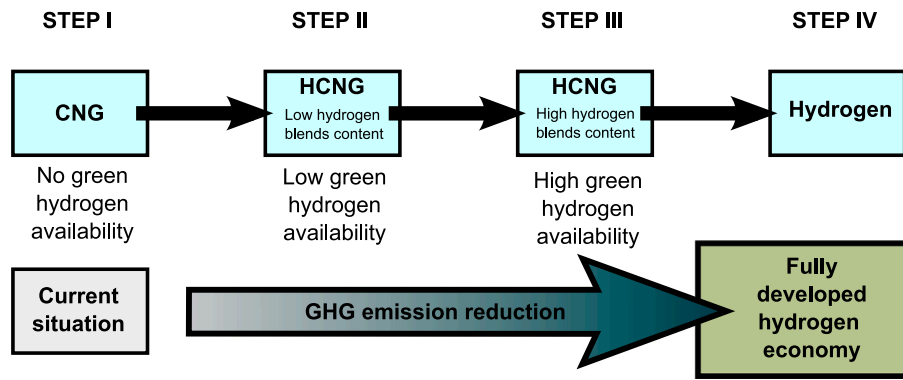 STEP I
STEP II
STEP III
STEP IV
CNG
HCNG
Low hydrogen
blends content
HCNG
High hydrogen
blends content
Hydrogen
No green
hydrogen
availability
Low green
hydrogen
availability
High green
hydrogen
availability
Current
situation
GHG emission reduction
Fully
developed
hydrogen
economy